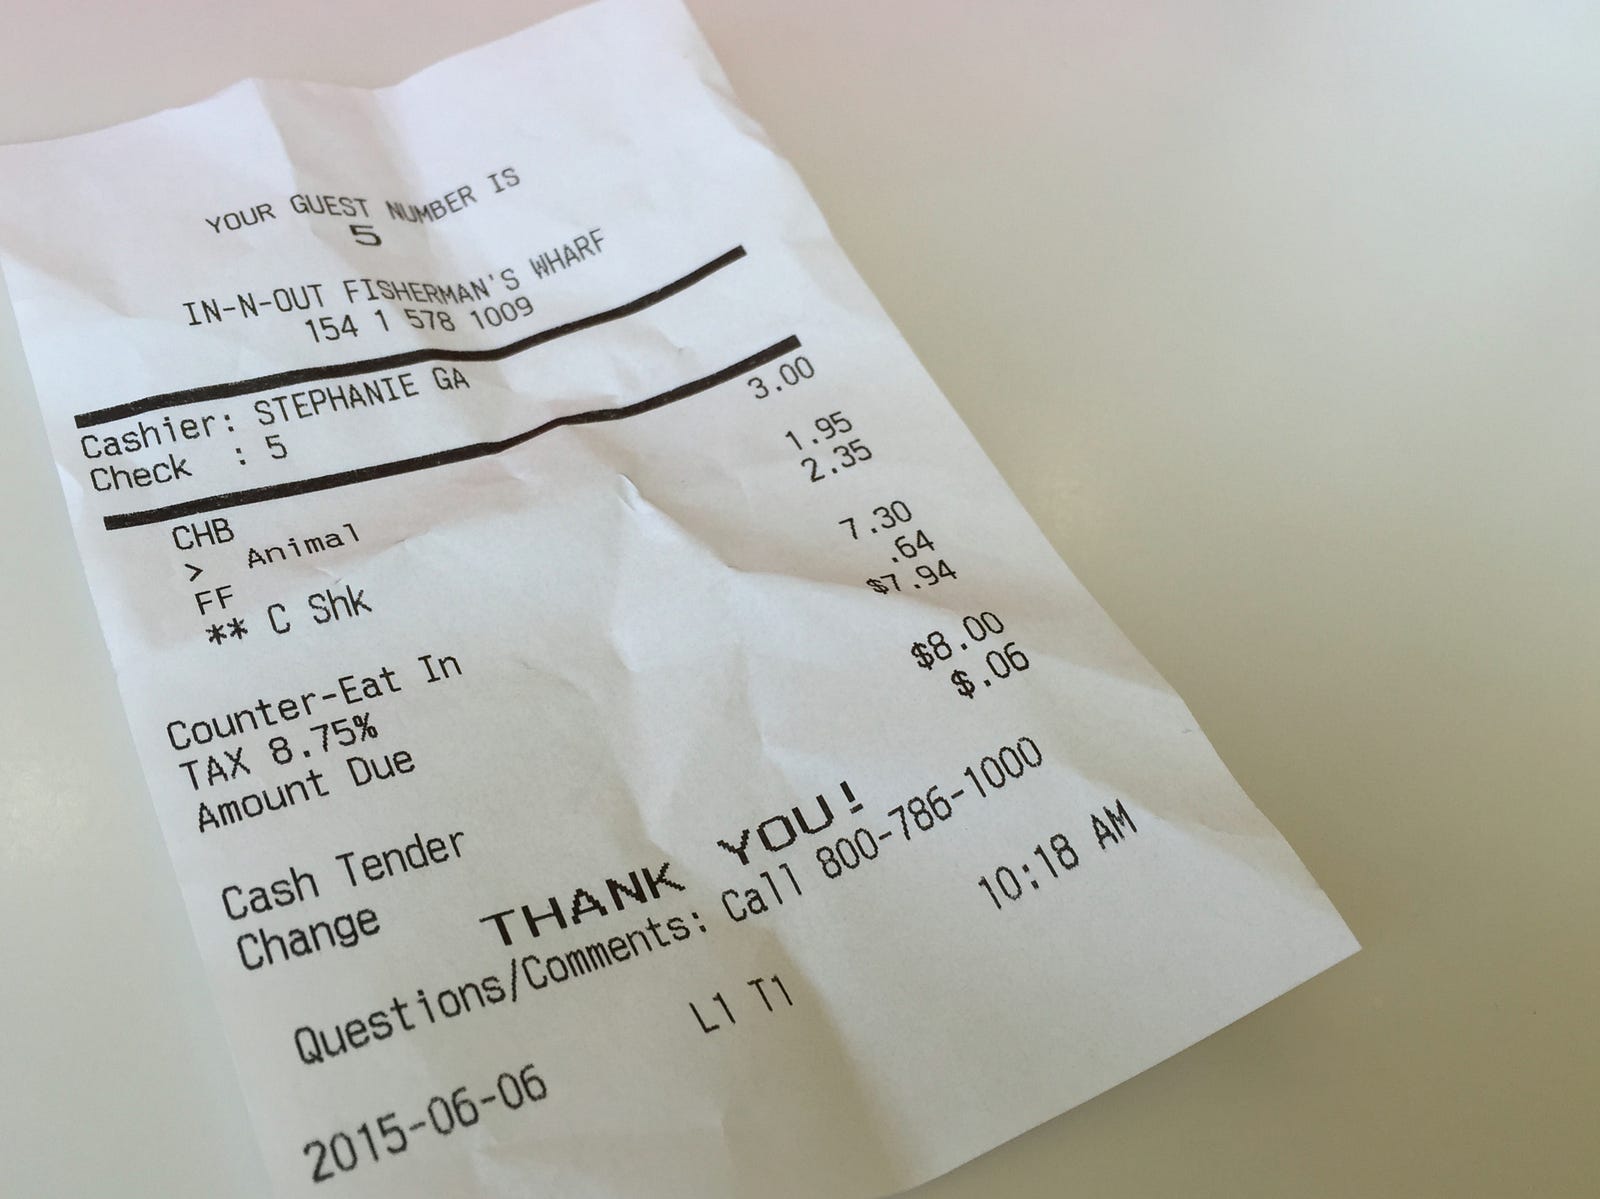 YOUR GUEST NUMBER IS
5
IN-N-OUT FISHERMAN'S WHARF
154 1 578 1009
Cashier: STEPHANIE GA
Check : 5
CHB 3.00
> Animal
FF 1.95
** C Shk 2.35
Counter-Eat In 7.30
TAX 8.75% .64
Amount Due $7.94
Cash Tender $8.00
Change $.06
THANK YOU!
Questions/Comments: Call 800-786-1000
L1 T1
2015-06-06 10:18 AM